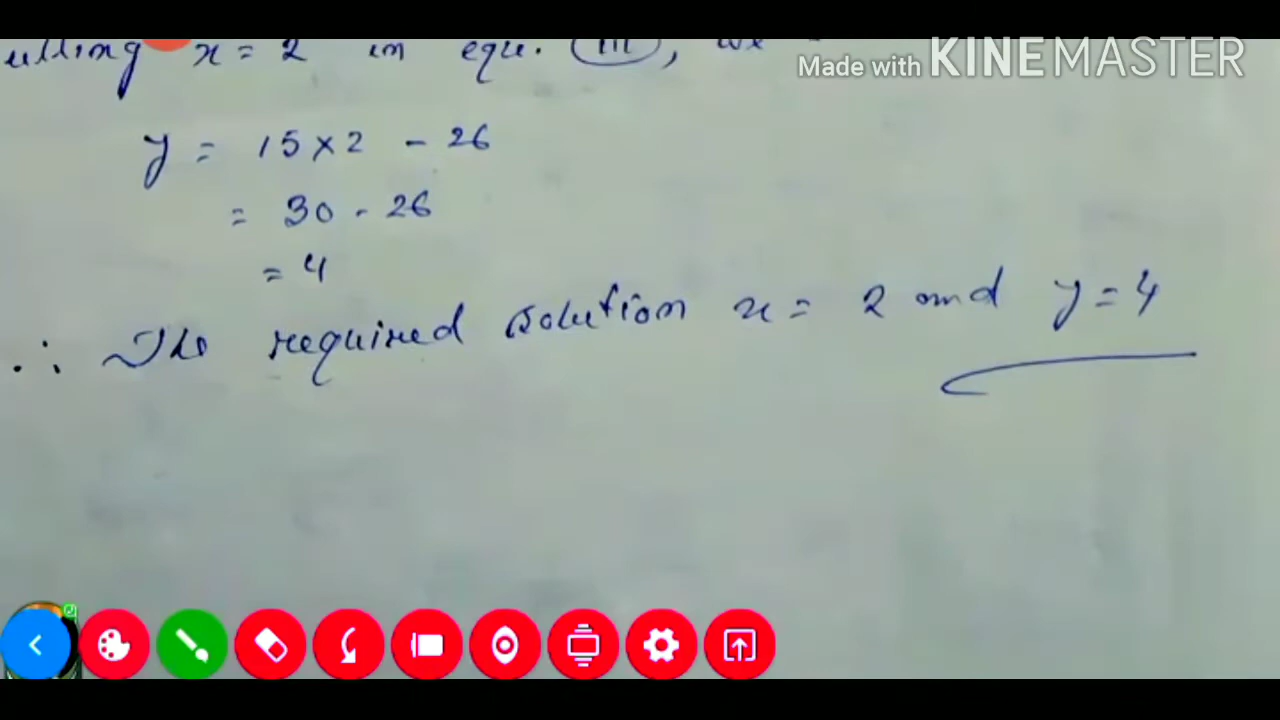 Made with KINEMASTER
utting x = 2 in equ. (III), we
y = 15 × 2 - 26
= 30 - 26
= 4
∴ The required solution x = 2 and y = 4